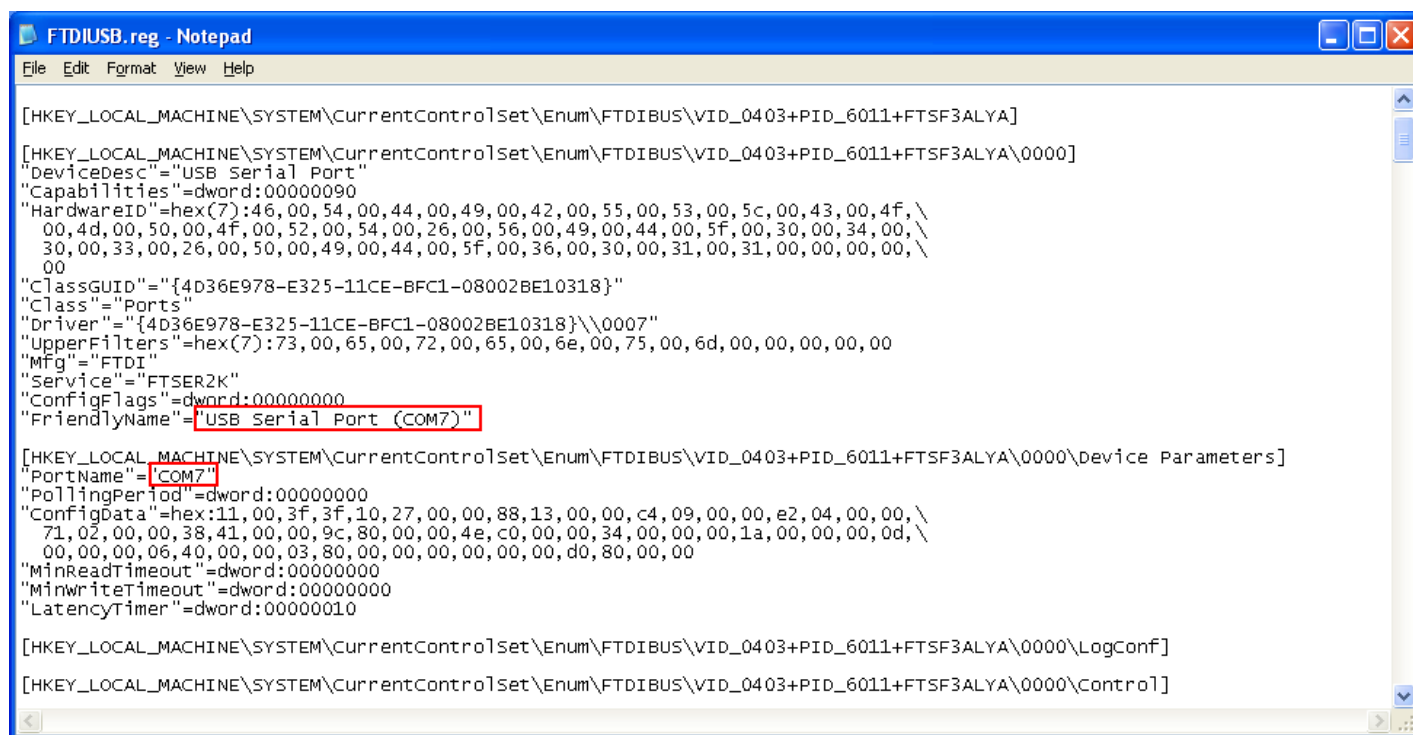 FTDIUSB.reg - Notepad
File Edit Format View Help
[HKEY_LOCAL_MACHINE\SYSTEM\CurrentControlSet\Enum\FTDIBUS\VID_0403+PID_6011+FTSF3ALYA]
[HKEY_LOCAL_MACHINE\SYSTEM\CurrentControlSet\Enum\FTDIBUS\VID_0403+PID_6011+FTSF3ALYA\0000]
"DeviceDesc"="USB Serial Port"
"Capabilities"=dword:00000090
"HardwareID"=hex(7):46,00,54,00,44,00,49,00,42,00,55,00,53,00,5c,00,43,00,4f,\
00,4d,00,50,00,4f,00,52,00,54,00,26,00,56,00,49,00,44,00,5f,00,30,00,34,00,\
30,00,33,00,26,00,50,00,49,00,44,00,5f,00,36,00,30,00,31,00,31,00,00,00,00,\
00
"ClassGUID"="{4D36E978-E325-11CE-BFC1-08002BE10318}"
"Class"="Ports"
"Driver"="{4D36E978-E325-11CE-BFC1-08002BE10318}\\0007"
"UpperFilters"=hex(7):73,00,65,00,72,00,65,00,6e,00,75,00,6d,00,00,00,00,00
"Mfg"="FTDI"
"Service"="FTSER2K"
"ConfigFlags"=dword:00000000
"FriendlyName"="USB Serial Port (COM7)"
[HKEY_LOCAL_MACHINE\SYSTEM\CurrentControlSet\Enum\FTDIBUS\VID_0403+PID_6011+FTSF3ALYA\0000\Device Parameters]
"PortName"="COM7"
"PollingPeriod"=dword:00000000
"ConfigData"=hex:11,00,3f,3f,10,27,00,00,88,13,00,00,c4,09,00,00,e2,04,00,00,\
71,02,00,00,38,41,00,00,9c,80,00,00,4e,c0,00,00,34,00,00,00,1a,00,00,00,0d,\
00,00,00,06,40,00,00,03,80,00,00,00,00,00,00,d0,80,00,00
"MinReadTimeout"=dword:00000000
"MinWriteTimeout"=dword:00000000
"LatencyTimer"=dword:00000010
[HKEY_LOCAL_MACHINE\SYSTEM\CurrentControlSet\Enum\FTDIBUS\VID_0403+PID_6011+FTSF3ALYA\0000\LogConf]
[HKEY_LOCAL_MACHINE\SYSTEM\CurrentControlSet\Enum\FTDIBUS\VID_0403+PID_6011+FTSF3ALYA\0000\Control]